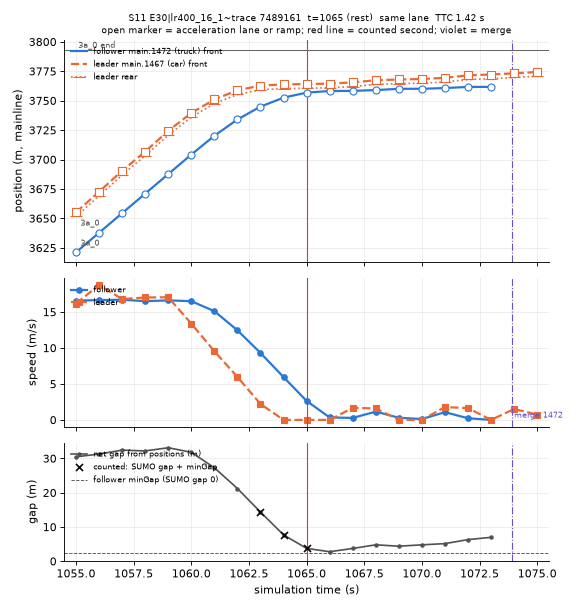 S11 E30|lr400_16_1~trace 7489161  t=1065 (rest)  same lane  TTC 1.42 s
open marker = acceleration lane or ramp; red line = counted second; violet = merge
3a_0 end
follower main.1472 (truck) front
leader main.1467 (car) front
leader rear
3800
3775
3750
3725
3700
3675
3650
3625
position (m, mainline)
3a_0
3a_0
follower
leader
15
10
5
0
speed (m/s)
merge 1472
net gap from positions (m)
counted: SUMO gap + minGap
follower minGap (SUMO gap 0)
30
20
10
0
gap (m)
1055.0 1057.5 1060.0 1062.5 1065.0 1067.5 1070.0 1072.5 1075.0
simulation time (s)